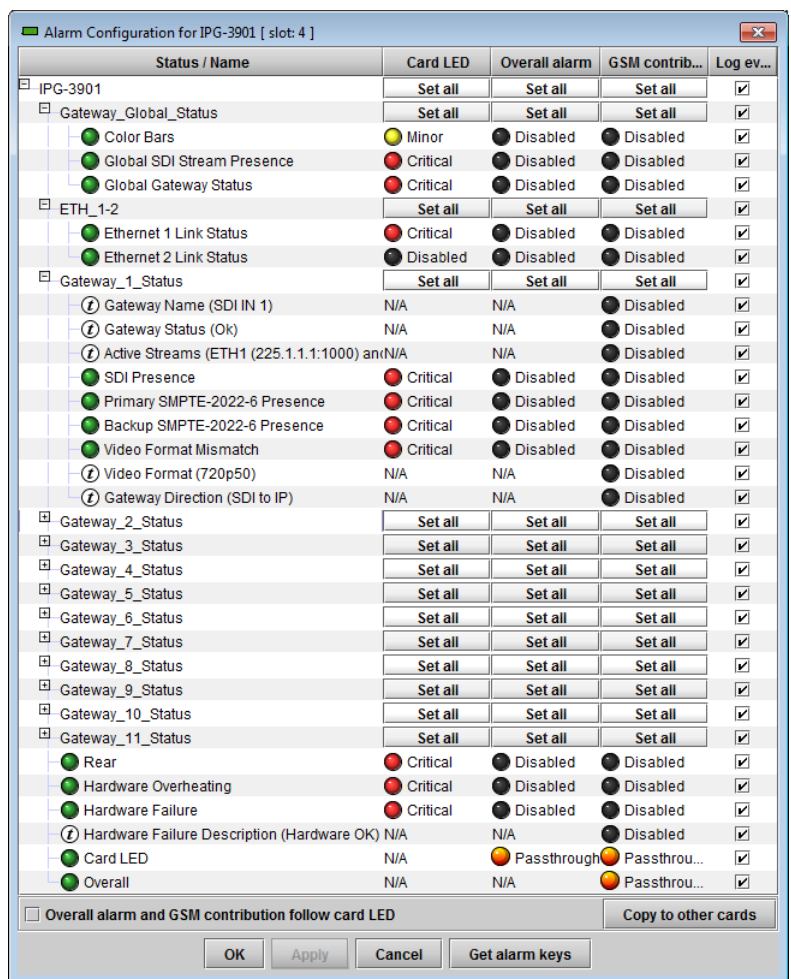 Alarm Configuration for IPG-3901 [ slot: 4 ]
Status / Name Card LED Overall alarm GSM contrib... Log ev...
IPG-3901 Set all Set all Set all
Gateway_Global_Status Set all Set all Set all
Color Bars Minor Disabled Disabled
Global SDI Stream Presence Critical Disabled Disabled
Global Gateway Status Critical Disabled Disabled
ETH_1-2 Set all Set all Set all
Ethernet 1 Link Status Critical Disabled Disabled
Ethernet 2 Link Status Disabled Disabled Disabled
Gateway_1_Status Set all Set all Set all
t Gateway Name (SDI IN 1) N/A N/A Disabled
t Gateway Status (Ok) N/A N/A Disabled
t Active Streams (ETH1 (225.1.1.1:1000) an N/A N/A Disabled
SDI Presence Critical Disabled Disabled
Primary SMPTE-2022-6 Presence Critical Disabled Disabled
Backup SMPTE-2022-6 Presence Critical Disabled Disabled
Video Format Mismatch Critical Disabled Disabled
t Video Format (720p50) N/A N/A Disabled
t Gateway Direction (SDI to IP) N/A N/A Disabled
Gateway_2_Status Set all Set all Set all
Gateway_3_Status Set all Set all Set all
Gateway_4_Status Set all Set all Set all
Gateway_5_Status Set all Set all Set all
Gateway_6_Status Set all Set all Set all
Gateway_7_Status Set all Set all Set all
Gateway_8_Status Set all Set all Set all
Gateway_9_Status Set all Set all Set all
Gateway_10_Status Set all Set all Set all
Gateway_11_Status Set all Set all Set all
Rear Critical Disabled Disabled
Hardware Overheating Critical Disabled Disabled
Hardware Failure Critical Disabled Disabled
t Hardware Failure Description (Hardware OK) N/A N/A Disabled
Card LED N/A Passthrough Passthrou...
Overall N/A N/A Passthrou...
Overall alarm and GSM contribution follow card LED Copy to other cards
OK Apply Cancel Get alarm keys